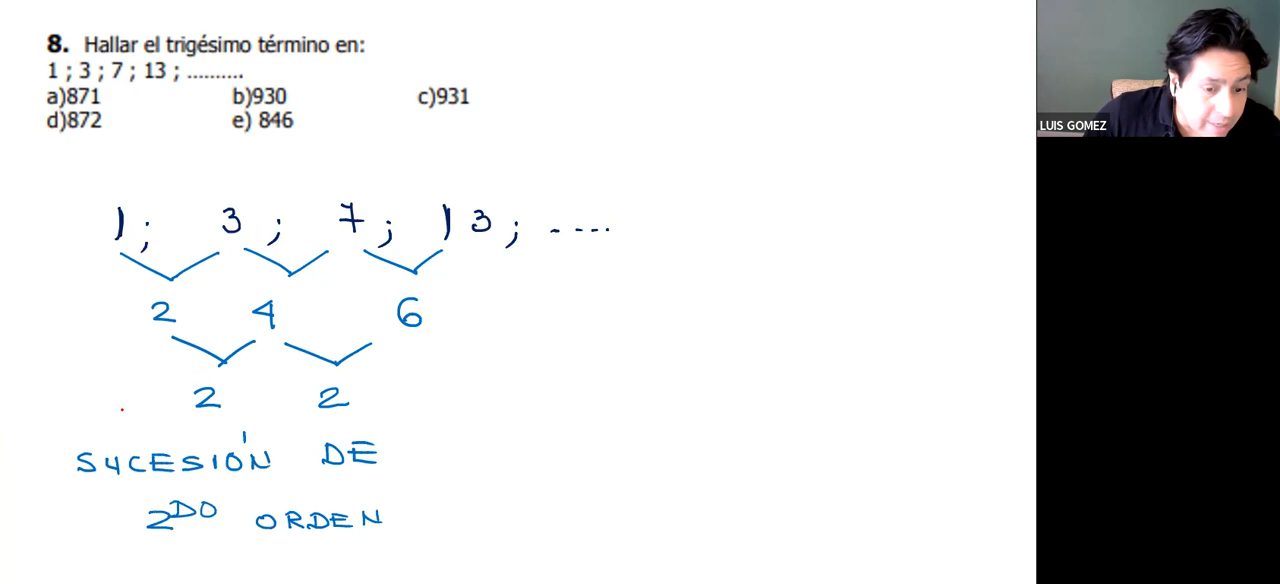 8. Hallar el trigésimo término en:
1 ; 3 ; 7 ; 13 ; ..........
a)871 b)930 c)931
d)872 e) 846
LUIS GOMEZ
1; 3; 7; 13; ....
2 4 6
2 2
SUCESIÓN DE
2DO ORDEN